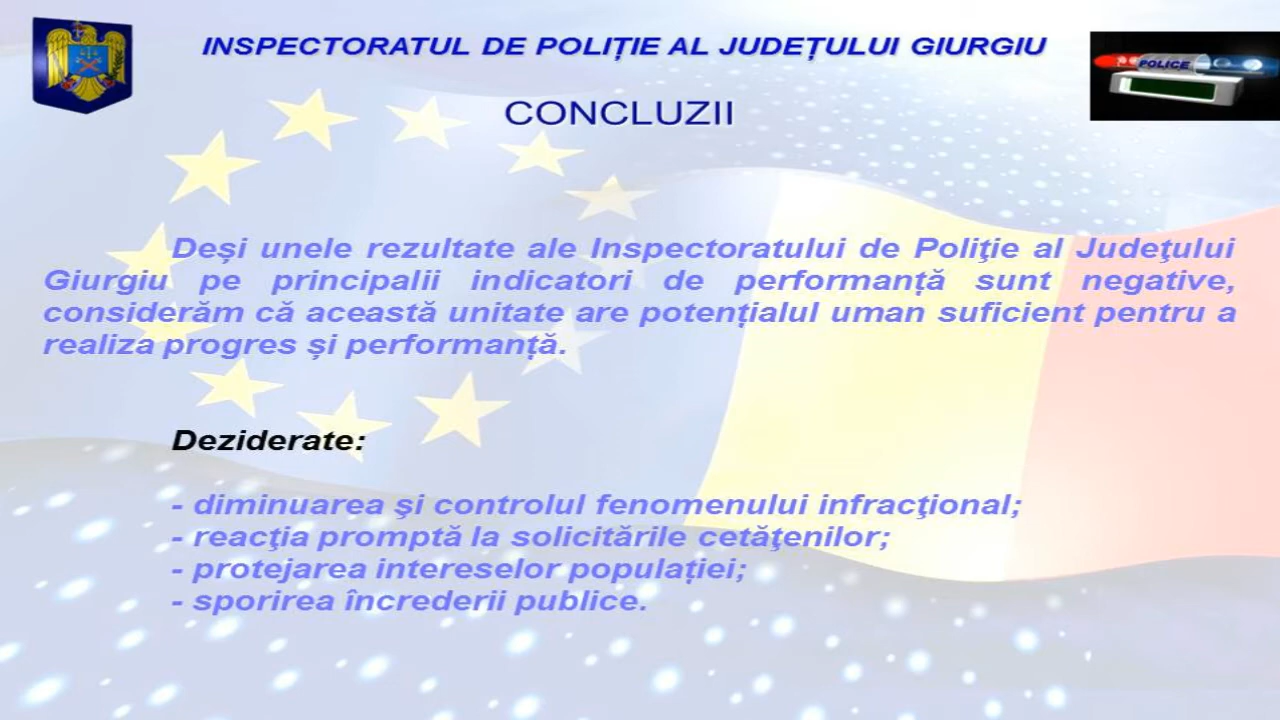 INSPECTORATUL DE POLIȚIE AL JUDEȚULUI GIURGIU
POLICE
CONCLUZII
Deși unele rezultate ale Inspectoratului de Poliţie al Judeţului
Giurgiu pe principalii indicatori de performanță sunt negative,
considerăm că această unitate are potențialul uman suficient pentru a
realiza progres și performanță.
Deziderate:
- diminuarea şi controlul fenomenului infracţional;
- reacţia promptă la solicitările cetăţenilor;
- protejarea intereselor populației;
- sporirea încrederii publice.